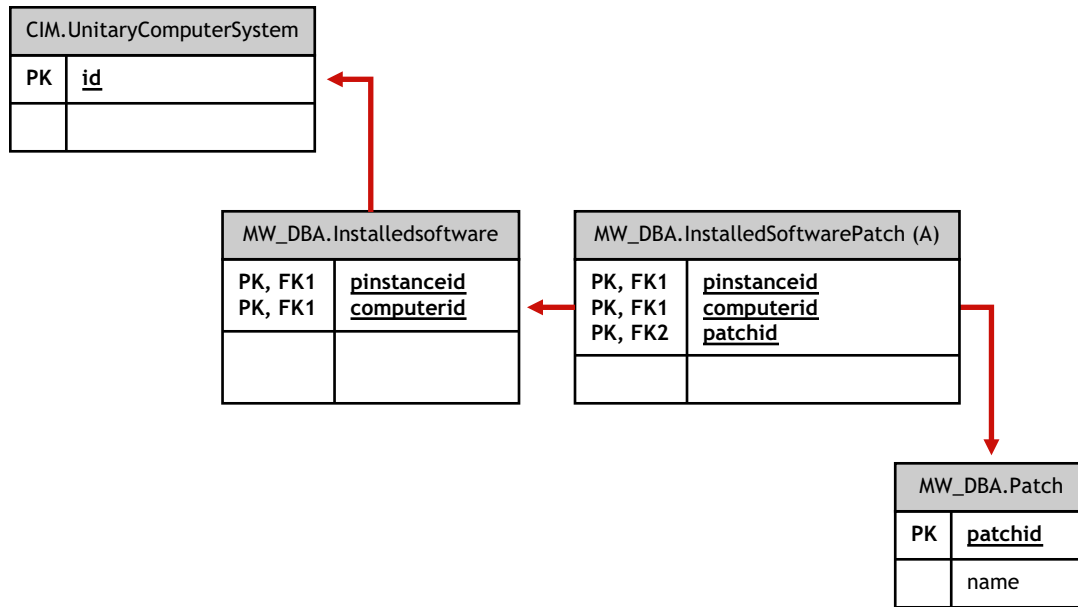 CIM.UnitaryComputerSystem
PK id
MW_DBA.Installedsoftware
PK, FK1 pinstanceid
PK, FK1 computerid
MW_DBA.InstalledSoftwarePatch (A)
PK, FK1 pinstanceid
PK, FK1 computerid
PK, FK2 patchid
MW_DBA.Patch
PK patchid
name